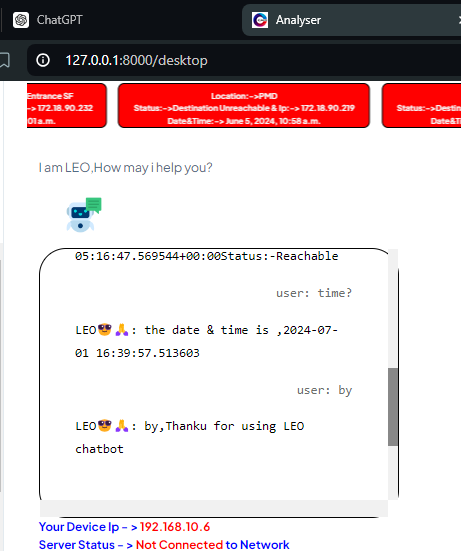 ChatGPT
Analyser
127.0.0.1:8000/desktop
Entrance SF
-> 172.18.90.232
01 a.m.
Location:->PMD
Status:->Destination Unreachable & Ip:-> 172.18.90.219
Date&Time:-> June 5, 2024, 10:58 a.m.
Status:->Destin
Date&Ti
I am LEO,How may i help you?
05:16:47.569544+00:00Status:-Reachable
user: time?
LEO😎🙏: the date & time is ,2024-07-
01 16:39:57.513603
user: by
LEO😎🙏: by,Thanku for using LEO
chatbot
Your Device Ip - > 192.168.10.6
Server Status - > Not Connected to Network